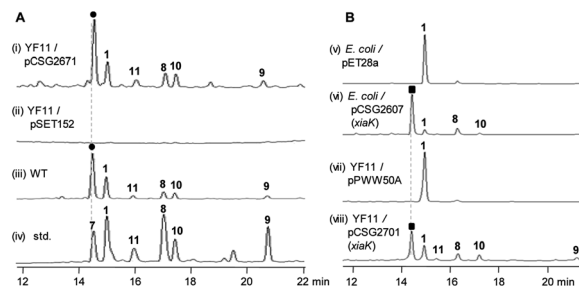 A
(i) YF11 /
pCSG2671
1
11
8
10
9
(ii) YF11 /
pSET152
(iii) WT
1
11
8
10
9
(iv) std.
7
1
11
8
10
9
12
14
16
18
20
22 min
B
(v) E. coli /
pET28a
1
(vi) E. coli /
pCSG2607
(xiaK)
1
8
10
(vii) YF11 /
pPWW50A
1
(viii) YF11 /
pCSG2701
(xiaK)
1
11
8
10
9
12
14
16
18
20 min